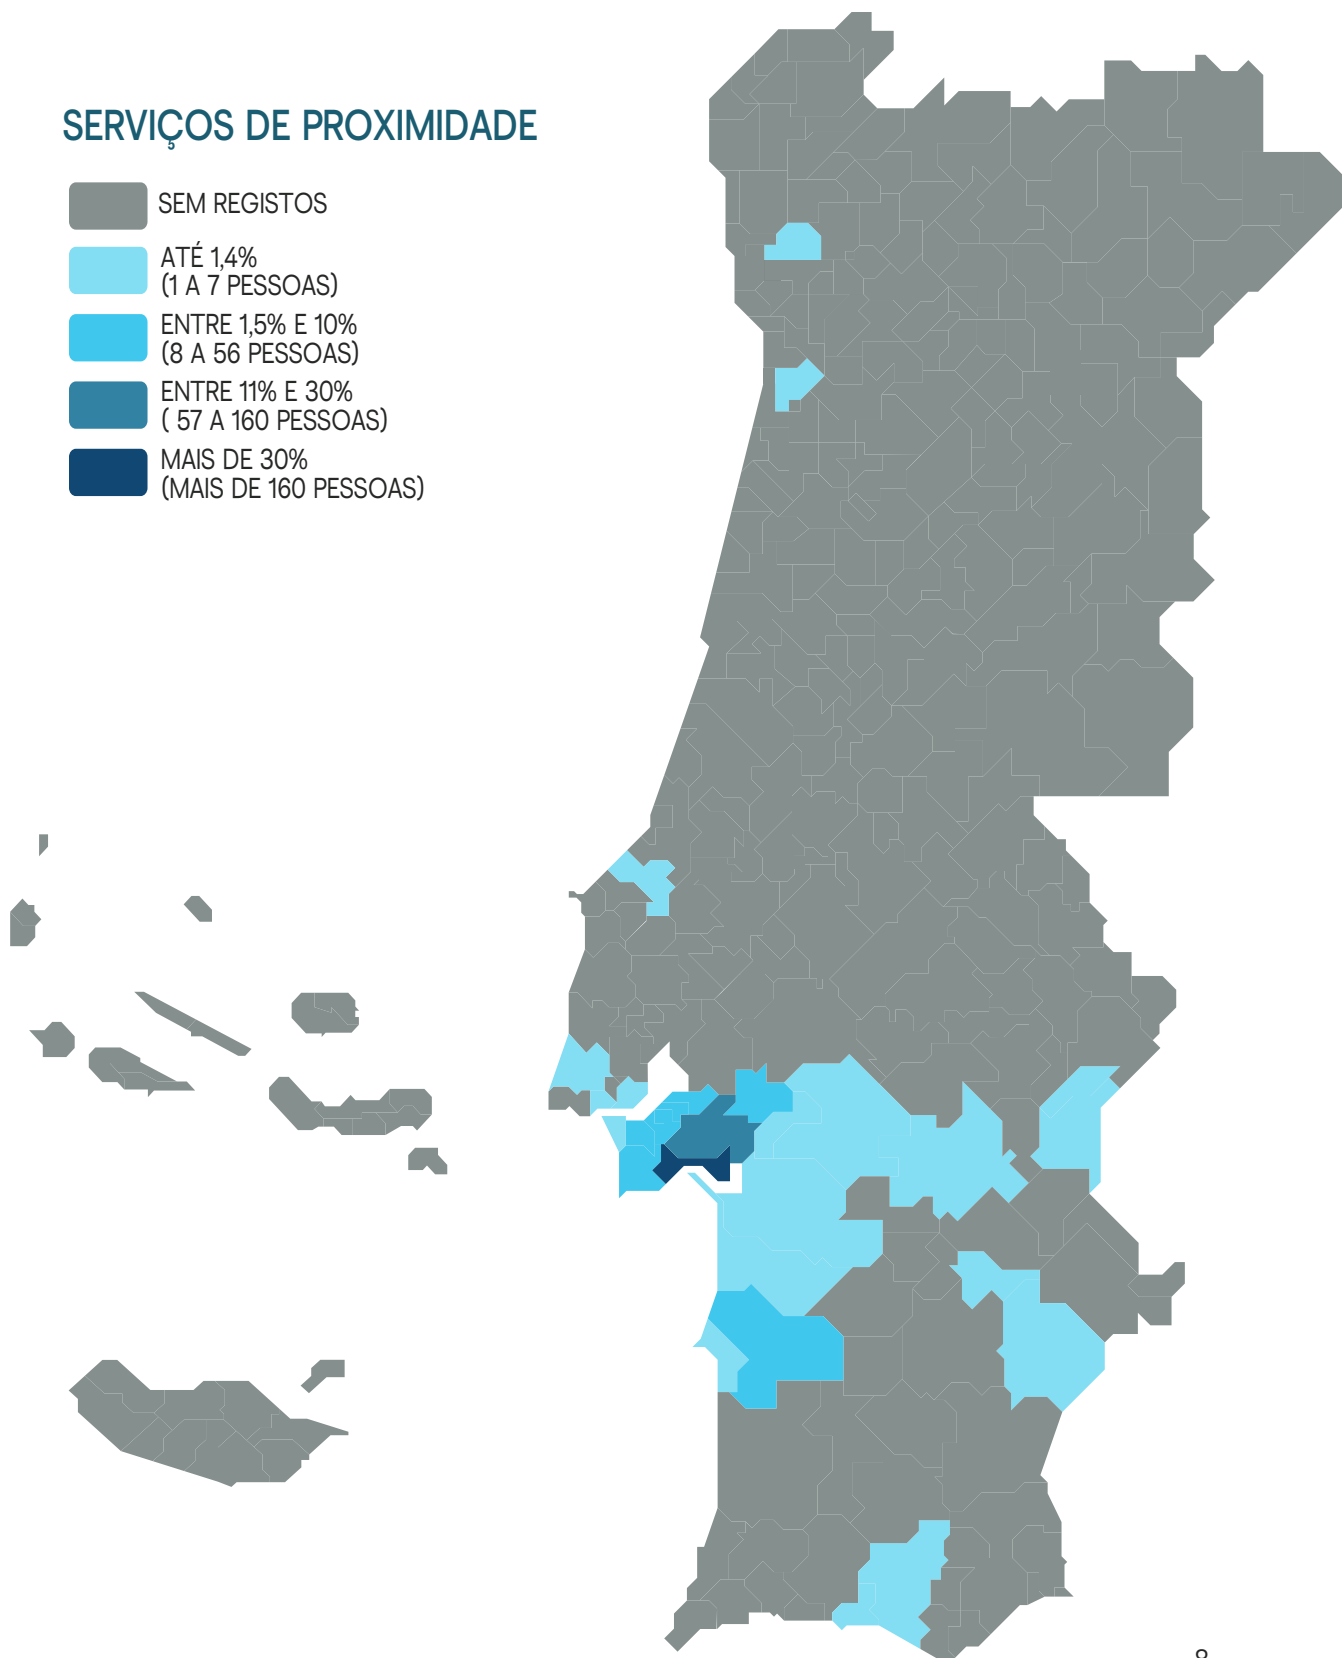 SERVIÇOS DE PROXIMIDADE
SEM REGISTOS
ATÉ 1,4%
(1 A 7 PESSOAS)
ENTRE 1,5% E 10%
(8 A 56 PESSOAS)
ENTRE 11% E 30%
( 57 A 160 PESSOAS)
MAIS DE 30%
(MAIS DE 160 PESSOAS)